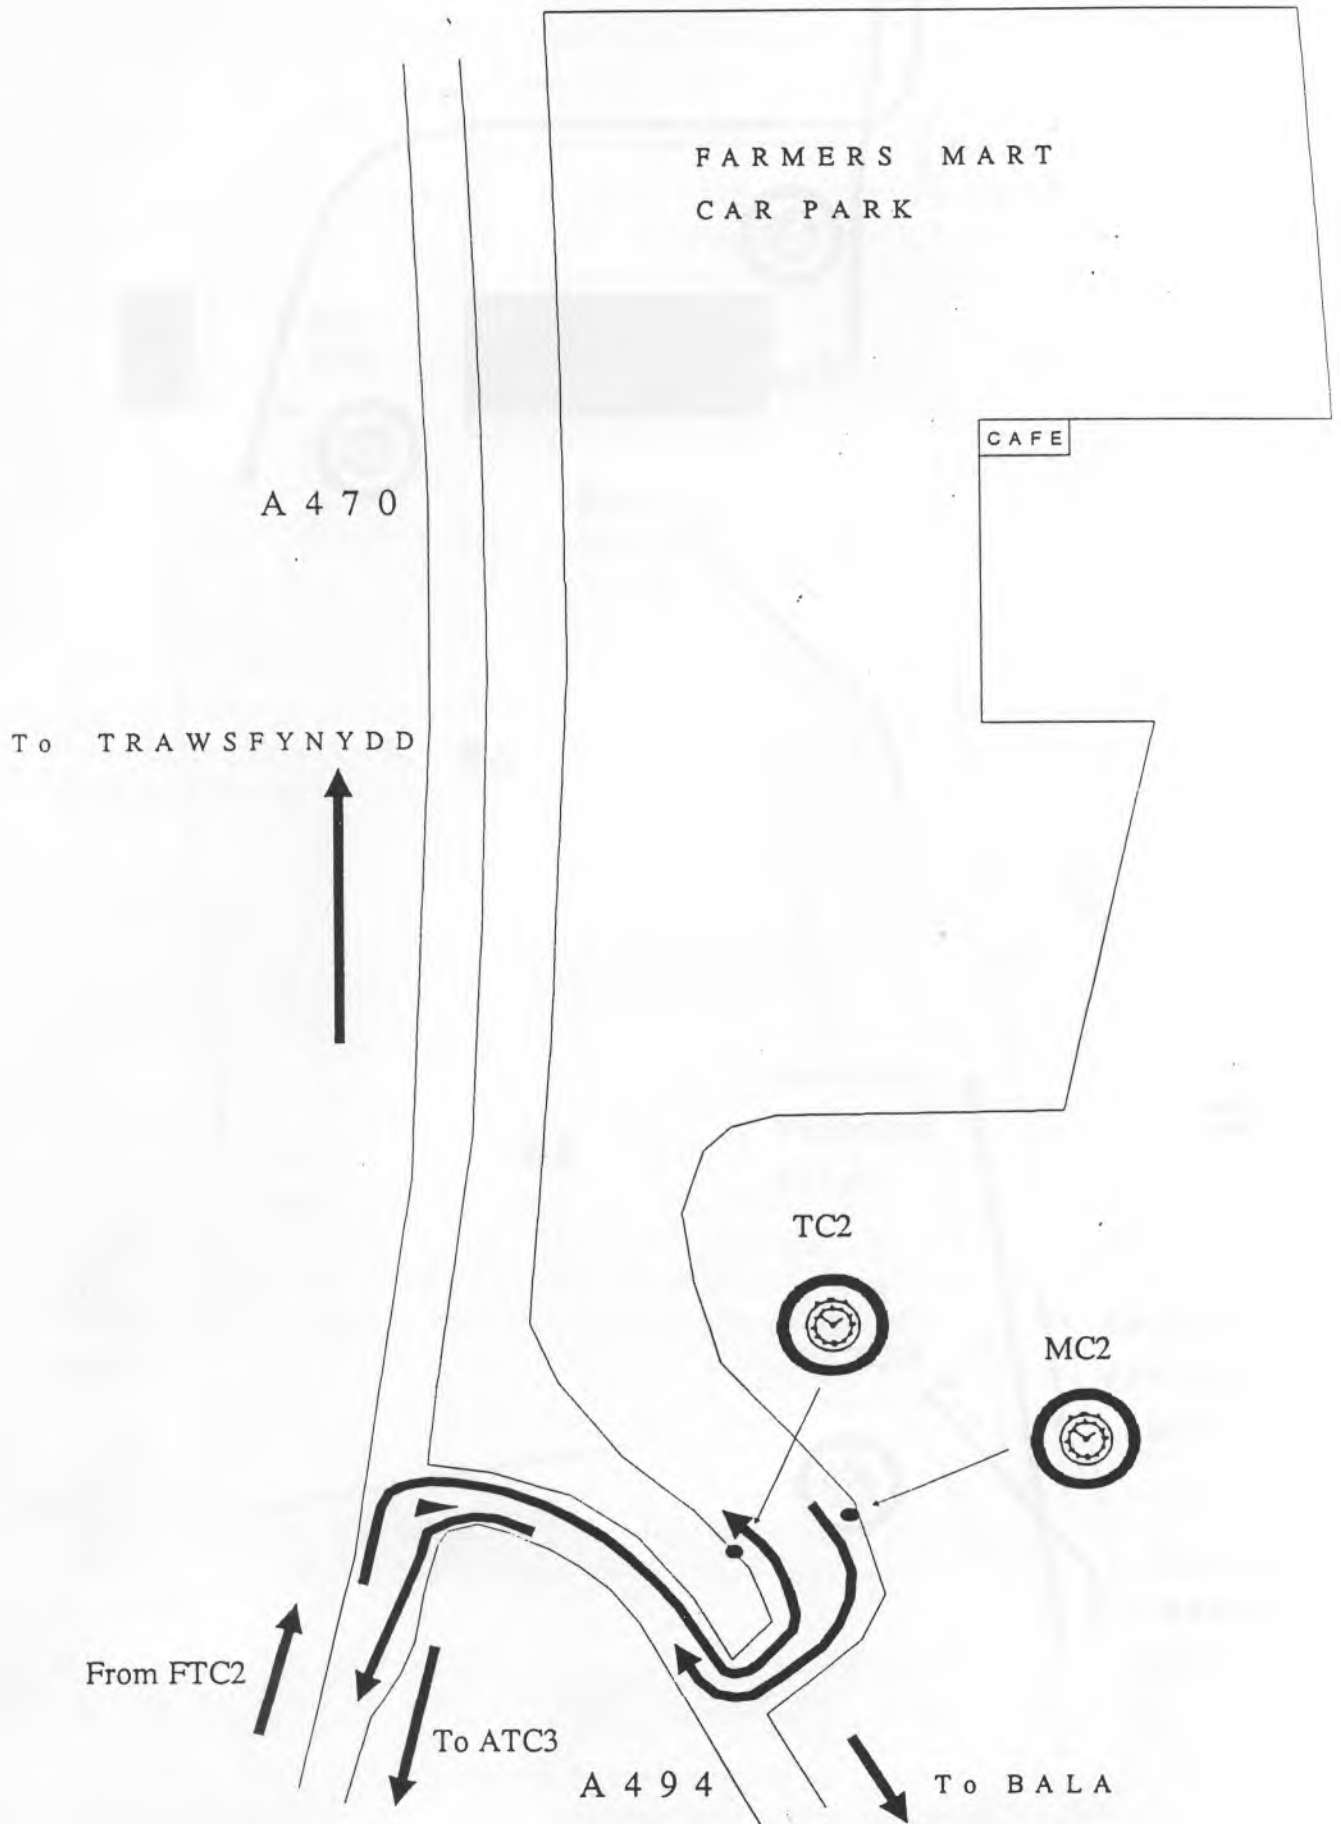 FARMERS MART
CAR PARK
CAFE
A470
To TRAWSFYNYDD
TC2
MC2
From FTC2
To ATC3
A494
To BALA